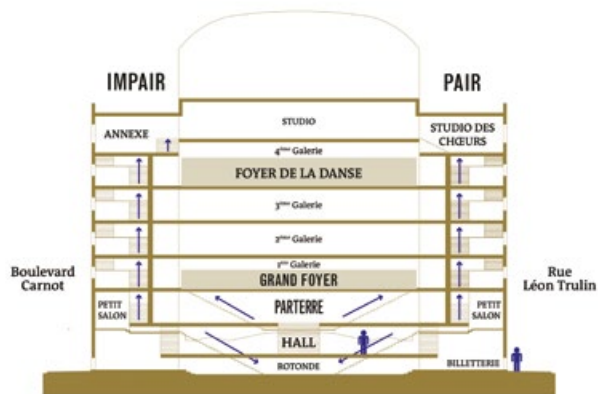 IMPAIR
PAIR
STUDIO
ANNEXE
STUDIO DES
CHŒURS
4ème Galerie
FOYER DE LA DANSE
3ème Galerie
2ème Galerie
1ère Galerie
Boulevard
Carnot
Rue
Léon Trulin
GRAND FOYER
PETIT
SALON
PARTERRE
PETIT
SALON
HALL
ROTONDE
BILLETTERIE